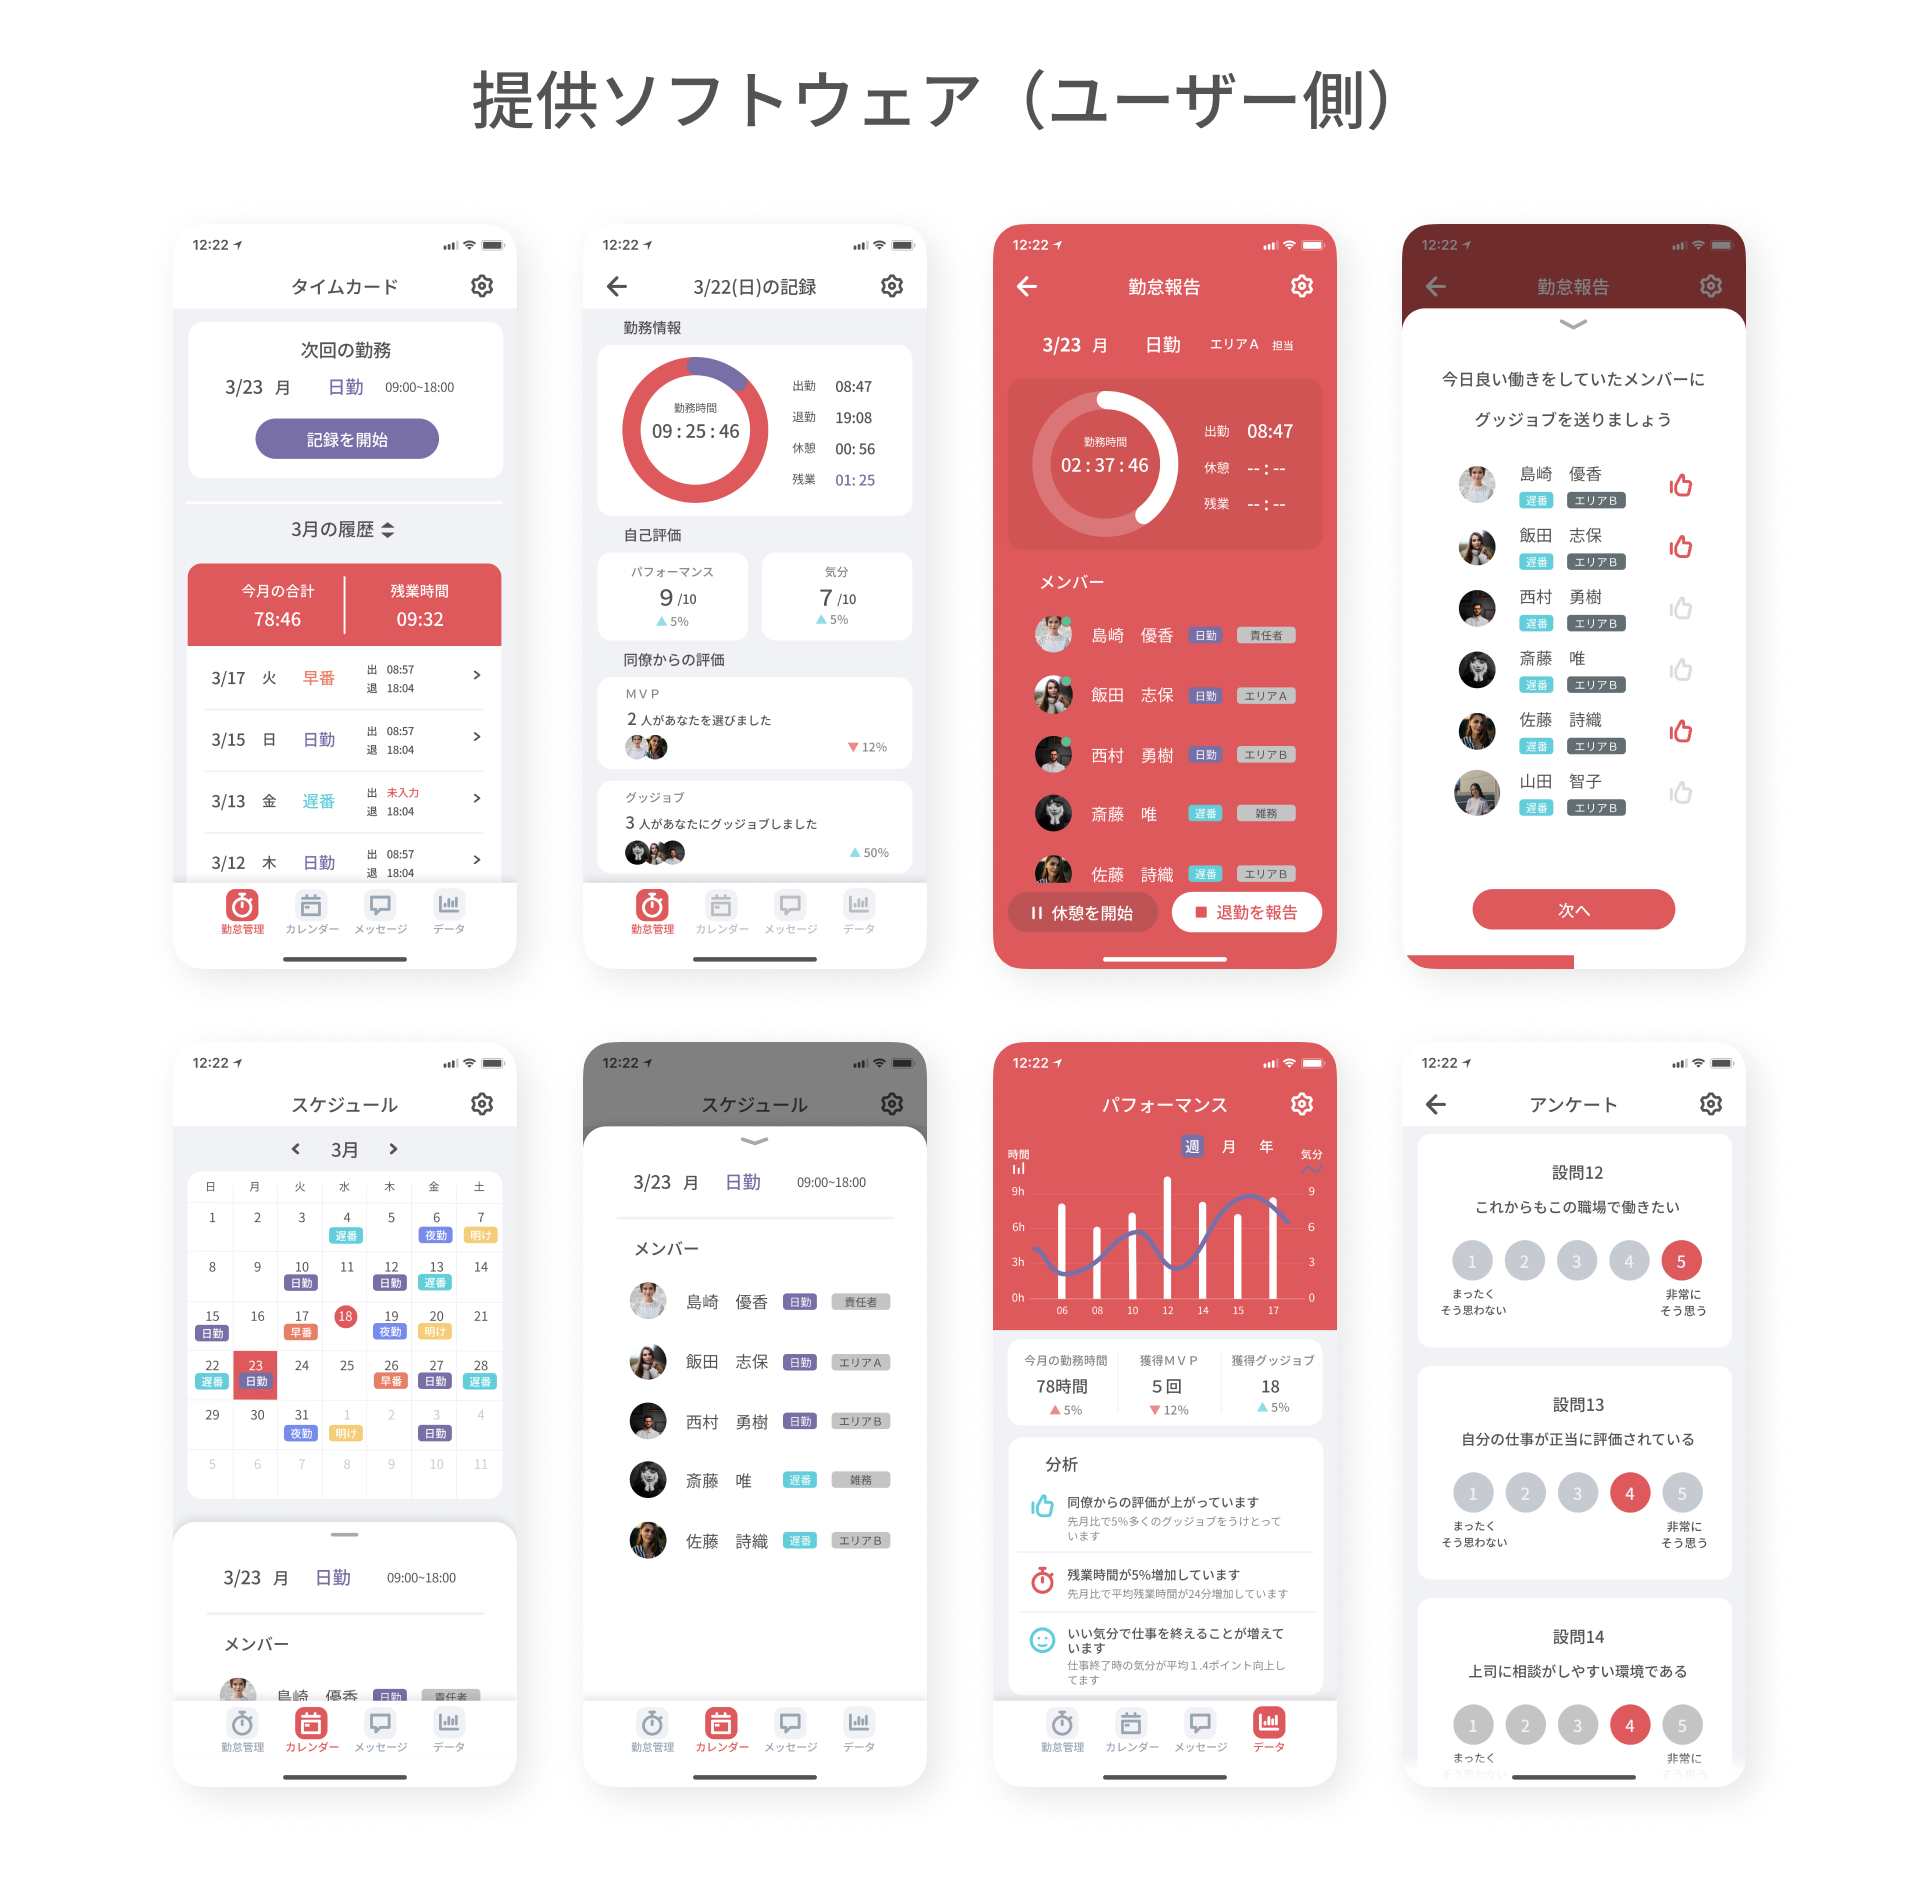 提供ソフトウェア（ユーザー側）
12:22
タイムカード
次回の勤務
3/23 月 日勤 09:00~18:00
記録を開始
3月の履歴
今月の合計 残業時間
78:46 09:32
3/17 火 早番 出 08:57
退 18:04
3/15 日 日勤 出 08:57
退 18:04
3/13 金 遅番 出 未入力
退 18:04
3/12 木 日勤 出 08:57
退 18:04
勤怠管理 カレンダー メッセージ データ
12:22
3/22(日)の記録
勤務情報
勤務時間
09 : 25 : 46
出勤 08:47
退勤 19:08
休憩 00: 56
残業 01: 25
自己評価
パフォーマンス 気分
9 /10 7 /10
5% 5%
同僚からの評価
MVP
2 人があなたを選びました
12%
グッジョブ
3 人があなたにグッジョブしました
50%
勤怠管理 カレンダー メッセージ データ
12:22
勤怠報告
3/23 月 日勤 エリアA 担当
勤務時間
02 : 37 : 46
出勤 08:47
休憩 -- : --
残業 -- : --
メンバー
島崎 優香 日勤 責任者
飯田 志保 日勤 エリアA
西村 勇樹 日勤 エリアB
斎藤 唯 遅番 雑務
佐藤 詩織 遅番 エリアB
休憩を開始 退勤を報告
12:22
勤怠報告
今日良い働きをしていたメンバーに
グッジョブを送りましょう
島崎 優香
遅番 エリアB
飯田 志保
遅番 エリアB
西村 勇樹
遅番 エリアB
斎藤 唯
遅番 エリアB
佐藤 詩織
遅番 エリアB
山田 智子
遅番 エリアB
次へ
12:22
スケジュール
3月
日 月 火 水 木 金 土
1 2 3 4 5 6 7
遅番 夜勤 明け
8 9 10 11 12 13 14
日勤 日勤 遅番
15 16 17 18 19 20 21
日勤 早番 夜勤 明け
22 23 24 25 26 27 28
遅番 日勤 早番 日勤 遅番
29 30 31 1 2 3 4
夜勤 明け 日勤
5 6 7 8 9 10 11
3/23 月 日勤 09:00~18:00
メンバー
島崎 優香 日勤 責任者
勤怠管理 カレンダー メッセージ データ
12:22
スケジュール
3/23 月 日勤 09:00~18:00
メンバー
島崎 優香 日勤 責任者
飯田 志保 日勤 エリアA
西村 勇樹 日勤 エリアB
斎藤 唯 遅番 雑務
佐藤 詩織 遅番 エリアB
勤怠管理 カレンダー メッセージ データ
12:22
パフォーマンス
週 月 年
時間 気分
9h 9
6h 6
3h 3
0h 0
06 08 10 12 14 15 17
今月の勤務時間 獲得MVP 獲得グッジョブ
78時間 5回 18
5% 12% 5%
分析
同僚からの評価が上がっています
先月比で5%多くのグッジョブをうけとって
います
残業時間が5%増加しています
先月比で平均残業時間が24分増加しています
いい気分で仕事を終えることが増えて
います
仕事終了時の気分が平均1.4ポイント向上し
てます
勤怠管理 カレンダー メッセージ データ
12:22
アンケート
設問12
これからもこの職場で働きたい
1 2 3 4 5
まったく 非常に
そう思わない そう思う
設問13
自分の仕事が正当に評価されている
1 2 3 4 5
まったく 非常に
そう思わない そう思う
設問14
上司に相談がしやすい環境である
1 2 3 4 5
まったく 非常に
そう思わない そう思う